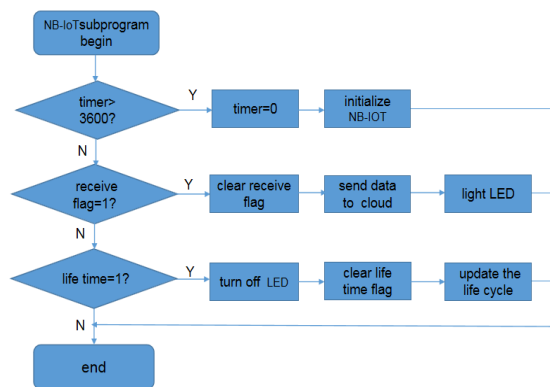 NB-IoTsubprogram
begin
timer>
3600?
Y
timer=0
initialize
NB-IOT
N
receive
flag=1?
Y
clear receive
flag
send data
to cloud
light LED
N
life time=1?
Y
turn off LED
clear life
time flag
update the
life cycle
N
end